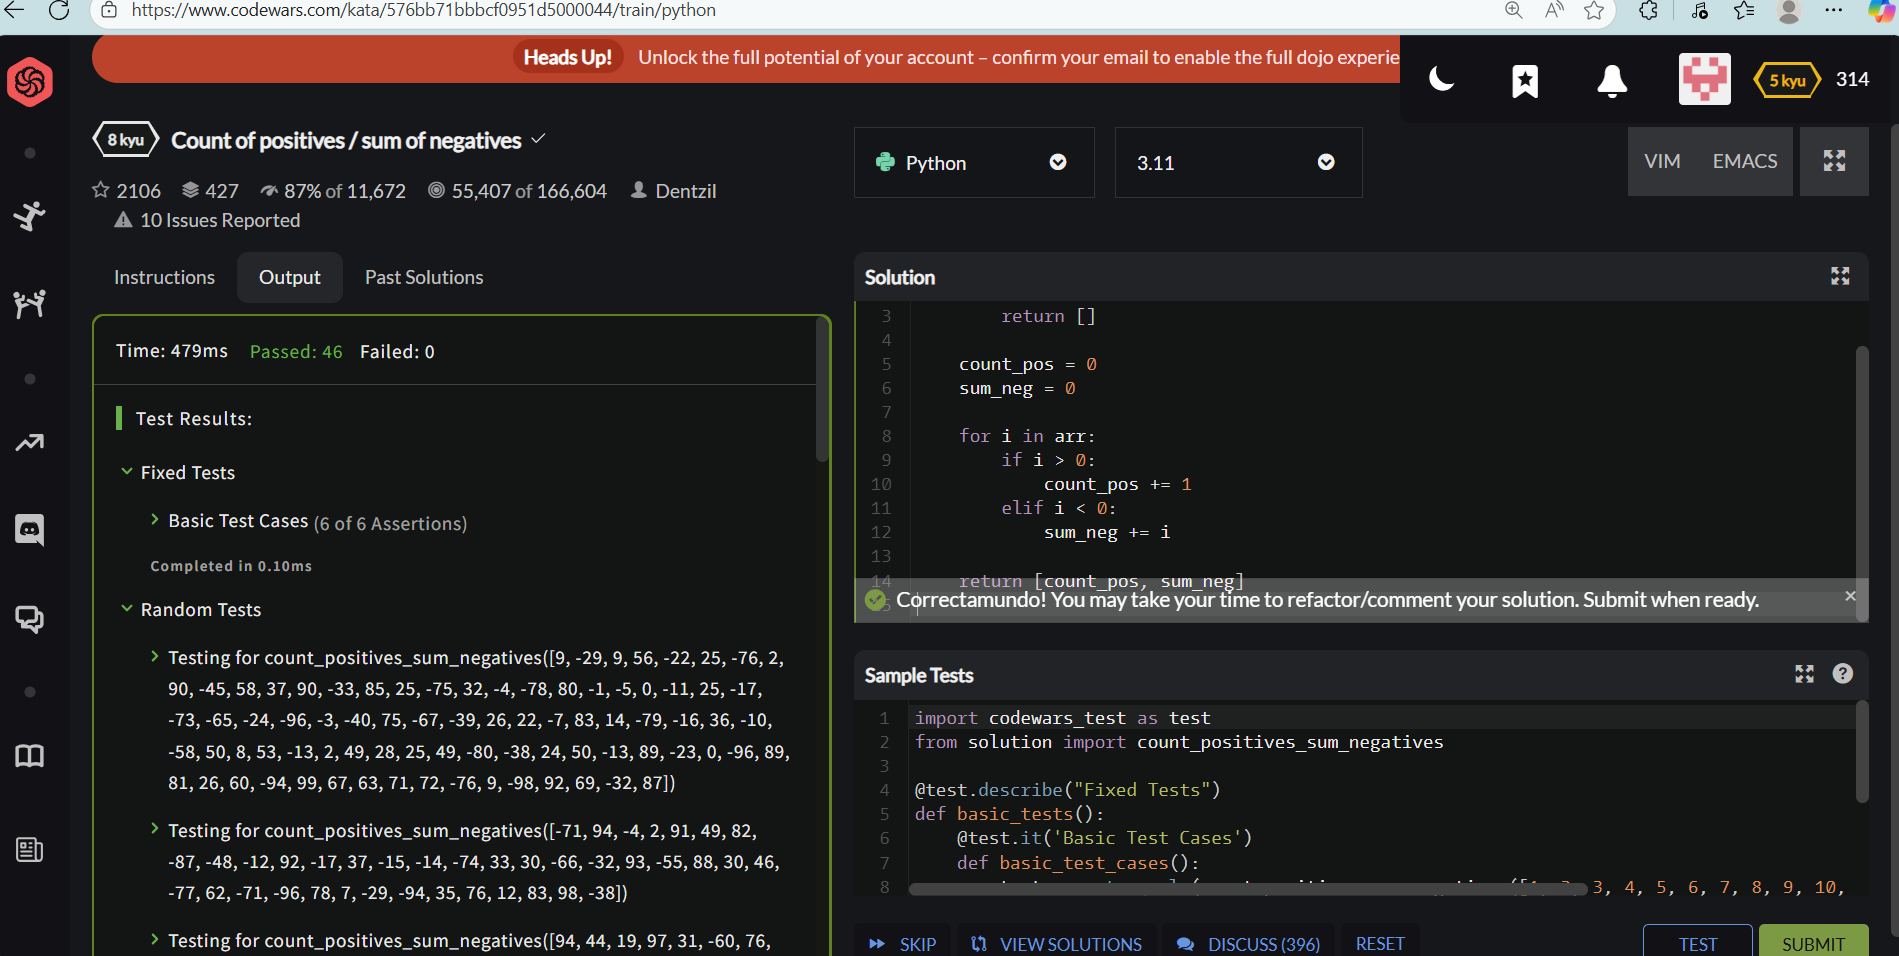 https://www.codewars.com/kata/576bb71bbbcf0951d5000044/train/python
Heads Up! Unlock the full potential of your account – confirm your email to enable the full dojo experie
5 kyu 314
8 kyu Count of positives / sum of negatives
2106 427 87% of 11,672 55,407 of 166,604 Dentzil
10 Issues Reported
Python 3.11 VIM EMACS
Instructions Output Past Solutions
Time: 479ms Passed: 46 Failed: 0
Test Results:
Fixed Tests
Basic Test Cases (6 of 6 Assertions)
Completed in 0.10ms
Random Tests
Testing for count_positives_sum_negatives([9, -29, 9, 56, -22, 25, -76, 2,
90, -45, 58, 37, 90, -33, 85, 25, -75, 32, -4, -78, 80, -1, -5, 0, -11, 25, -17,
-73, -65, -24, -96, -3, -40, 75, -67, -39, 26, 22, -7, 83, 14, -79, -16, 36, -10,
-58, 50, 8, 53, -13, 2, 49, 28, 25, 49, -80, -38, 24, 50, -13, 89, -23, 0, -96, 89,
81, 26, 60, -94, 99, 67, 63, 71, 72, -76, 9, -98, 92, 69, -32, 87])
Testing for count_positives_sum_negatives([-71, 94, -4, 2, 91, 49, 82,
-87, -48, -12, 92, -17, 37, -15, -14, -74, 33, 30, -66, -32, 93, -55, 88, 30, 46,
-77, 62, -71, -96, 78, 7, -29, -94, 35, 76, 12, 83, 98, -38])
Testing for count_positives_sum_negatives([94, 44, 19, 97, 31, -60, 76,
Solution
3 return []
4
5 count_pos = 0
6 sum_neg = 0
7
8 for i in arr:
9 if i > 0:
10 count_pos += 1
11 elif i < 0:
12 sum_neg += i
13
14 return [count_pos, sum_neg]
Correctamundo! You may take your time to refactor/comment your solution. Submit when ready.
Sample Tests
1 import codewars_test as test
2 from solution import count_positives_sum_negatives
3
4 @test.describe("Fixed Tests")
5 def basic_tests():
6 @test.it('Basic Test Cases')
7 def basic_test_cases():
8 3, 4, 5, 6, 7, 8, 9, 10,
SKIP VIEW SOLUTIONS DISCUSS (396) RESET TEST SUBMIT